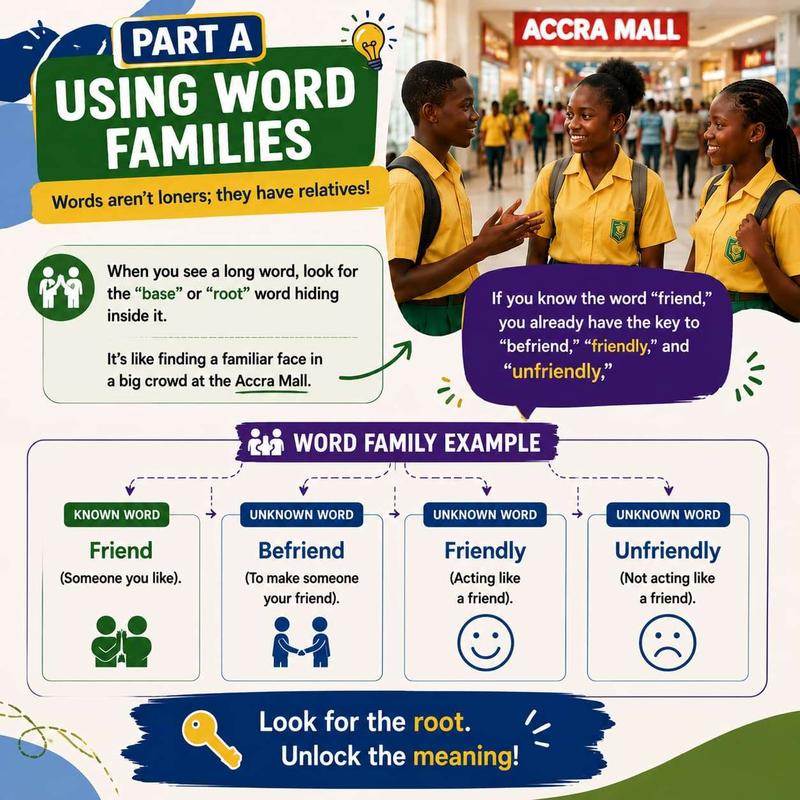 PART A
USING WORD
FAMILIES
Words aren't loners; they have relatives!
ACCRA MALL
When you see a long word, look for
the “base” or “root” word hiding
inside it.
It's like finding a familiar face in
a big crowd at the Accra Mall.
If you know the word “friend,”
you already have the key to
“befriend,” “friendly,” and
“unfriendly,”
WORD FAMILY EXAMPLE
KNOWN WORD
Friend
(Someone you like).
UNKNOWN WORD
Befriend
(To make someone
your friend).
UNKNOWN WORD
Friendly
(Acting like
a friend).
UNKNOWN WORD
Unfriendly
(Not acting like
a friend).
Look for the root.
Unlock the meaning!